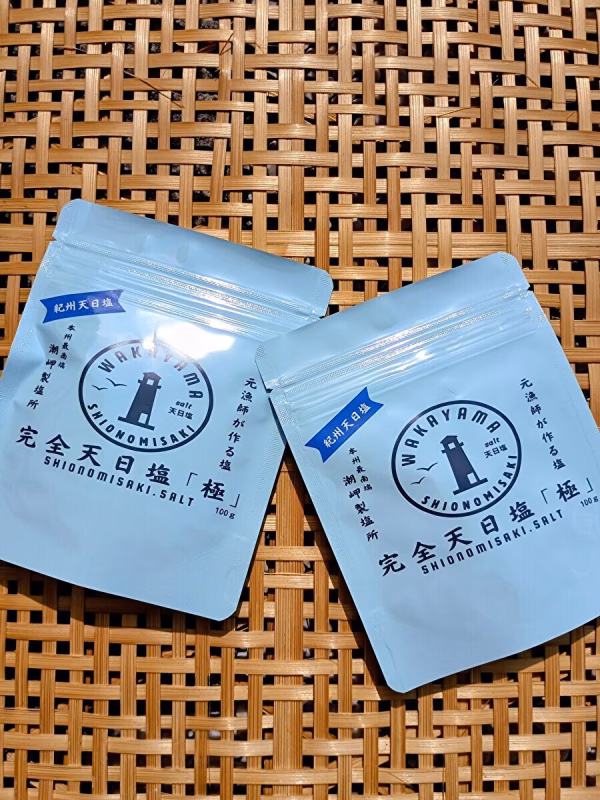 紀州天日塩
本州最南端
潮岬製塩所
WAKAYAMA
salt
天日塩
SHIONOMISAKI
元漁師が作る塩
完全天日塩「極」
SHIONOMISAKI.SALT
100g
紀州天日塩
本州最南端
潮岬製塩所
WAKAYAMA
salt
天日塩
SHIONOMISAKI
元漁師が作る塩
完全天日塩「極」
SHIONOMISAKI.SALT
100g